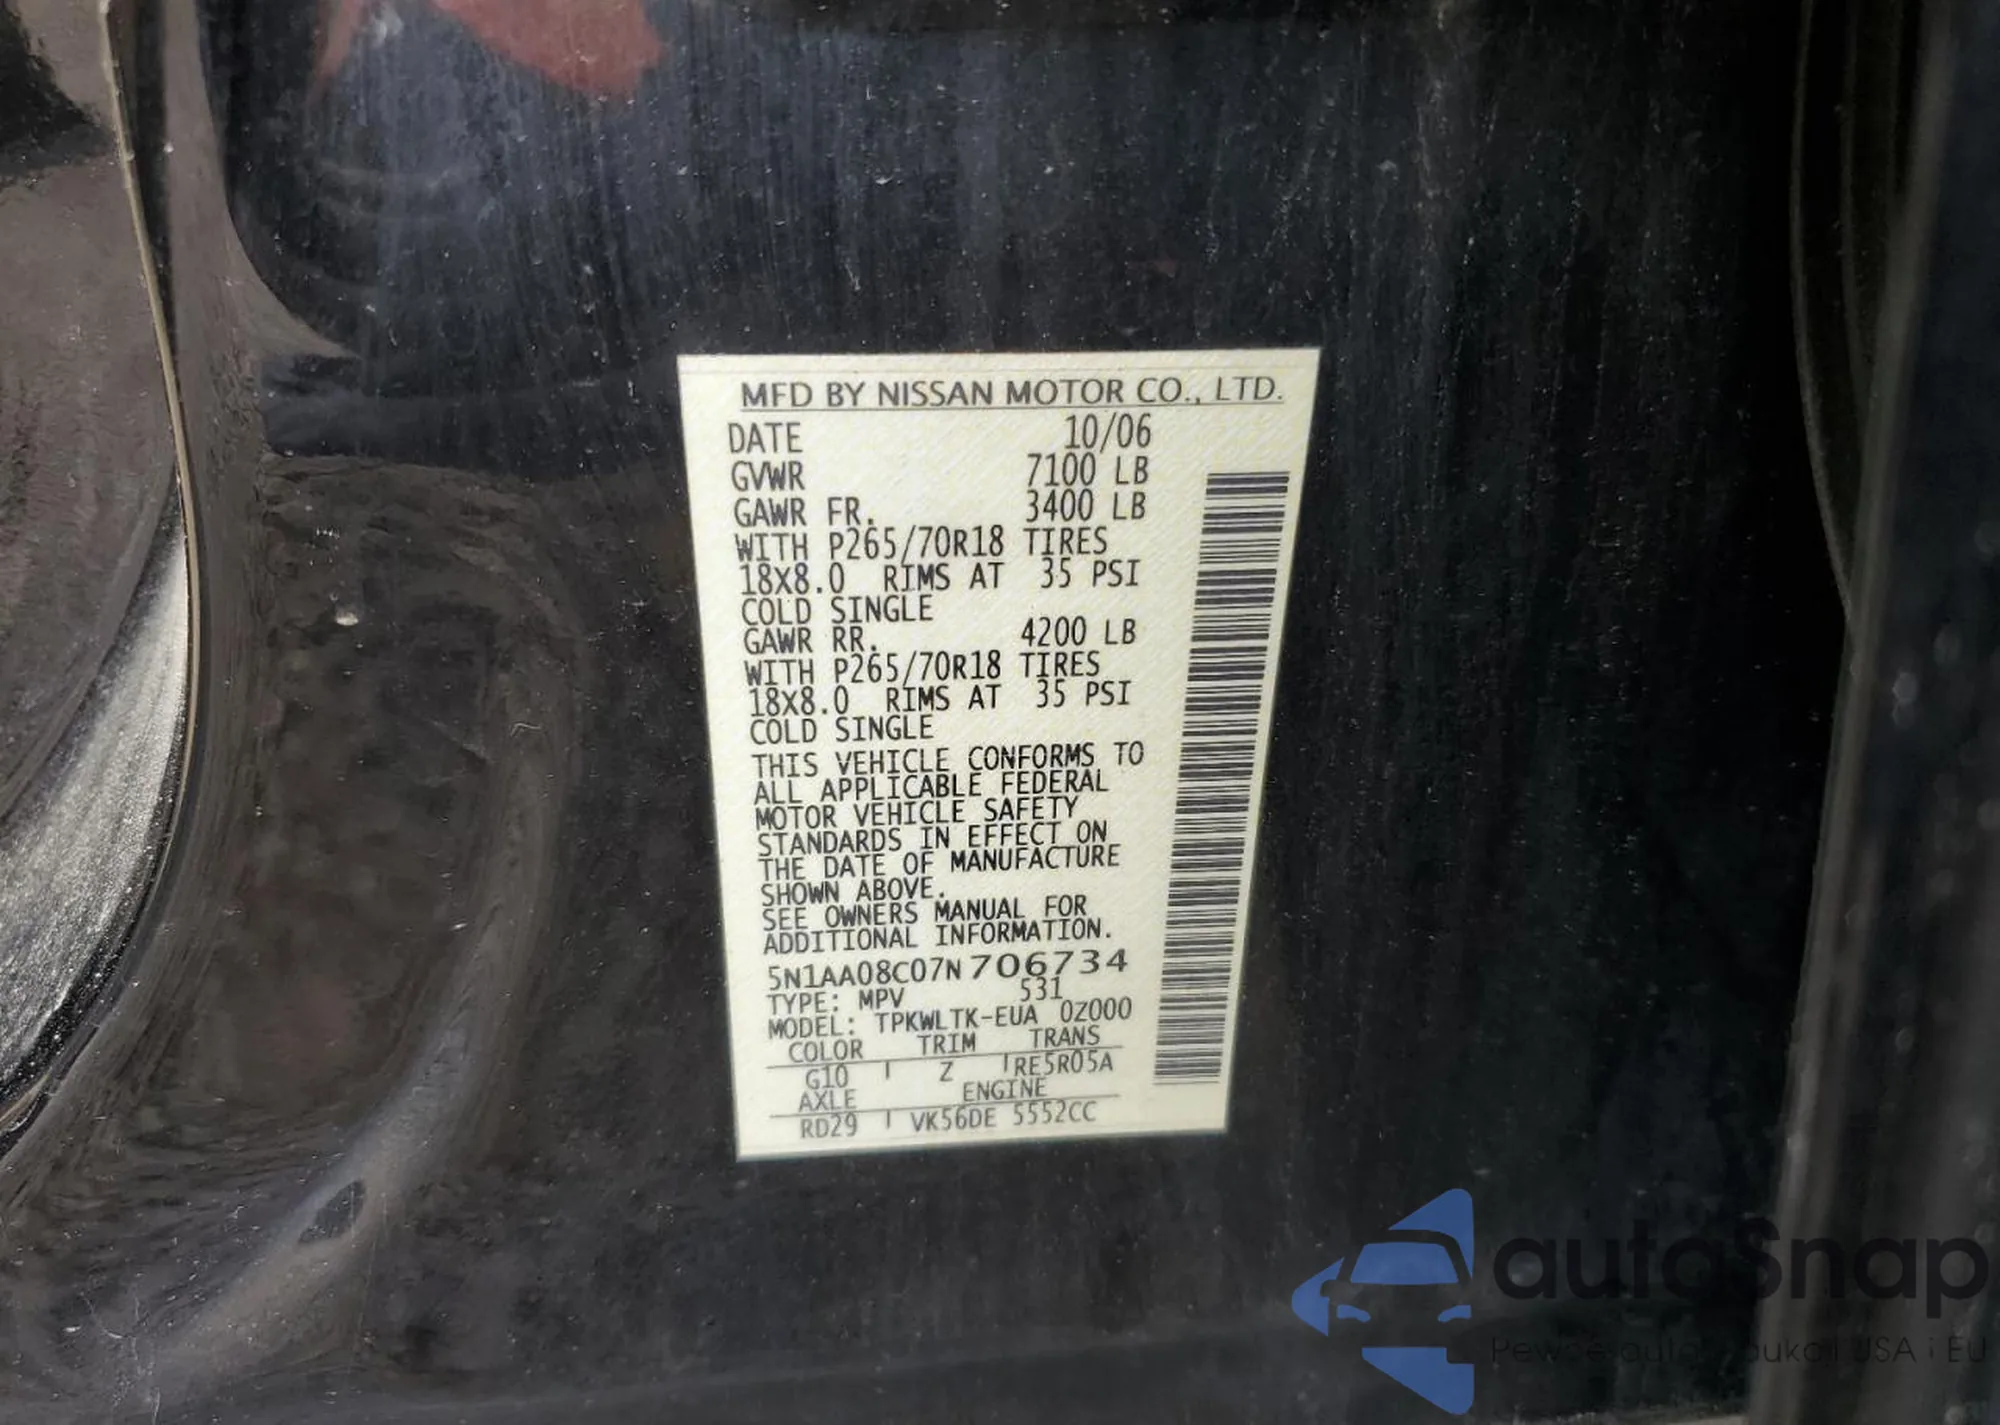 MFD BY NISSAN MOTOR CO., LTD.
DATE 10/06
GVWR 7100 LB
GAWR FR. 3400 LB
WITH P265/70R18 TIRES
18X8.0 RIMS AT 35 PSI
COLD SINGLE
GAWR RR. 4200 LB
WITH P265/70R18 TIRES
18X8.0 RIMS AT 35 PSI
COLD SINGLE
THIS VEHICLE CONFORMS TO
ALL APPLICABLE FEDERAL
MOTOR VEHICLE SAFETY
STANDARDS IN EFFECT ON
THE DATE OF MANUFACTURE
SHOWN ABOVE.
SEE OWNERS MANUAL FOR
ADDITIONAL INFORMATION.
5N1AA08C07N706734
TYPE: MPV 531
MODEL: TPKWLTK-EUA 0Z000
COLOR TRIM TRANS
G10 Z RE5R05A
AXLE ENGINE
RD29 VK56DE 5552CC
autoSnap
USA i EU